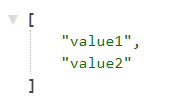 [
"value1",
"value2"
]